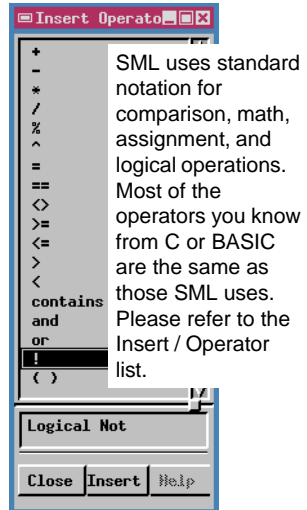 Insert Operato
+
-
*
/
%
^
=
==
<>
>=
<=
>
<
contains
and
or
!
( )
SML uses standard
notation for
comparison, math,
assignment, and
logical operations.
Most of the
operators you know
from C or BASIC
are the same as
those SML uses.
Please refer to the
Insert / Operator
list.
Logical Not
Close Insert Help